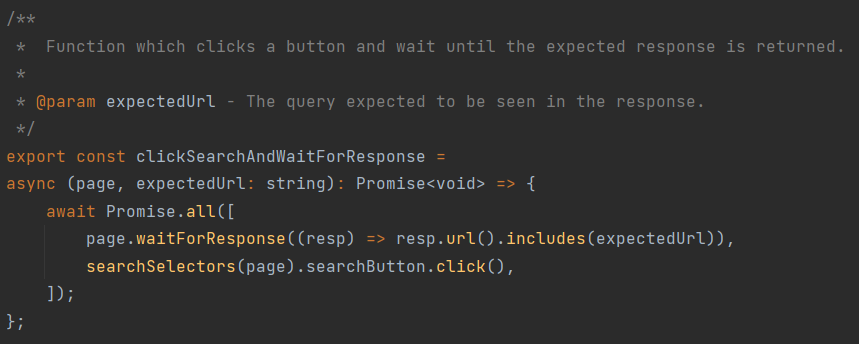 /**
 *  Function which clicks a button and wait until the expected response is returned.
 *
 * @param expectedUrl - The query expected to be seen in the response.
 */
export const clickSearchAndWaitForResponse =
async (page, expectedUrl: string): Promise<void> => {
    await Promise.all([
        page.waitForResponse((resp) => resp.url().includes(expectedUrl)),
        searchSelectors(page).searchButton.click(),
    ]);
};